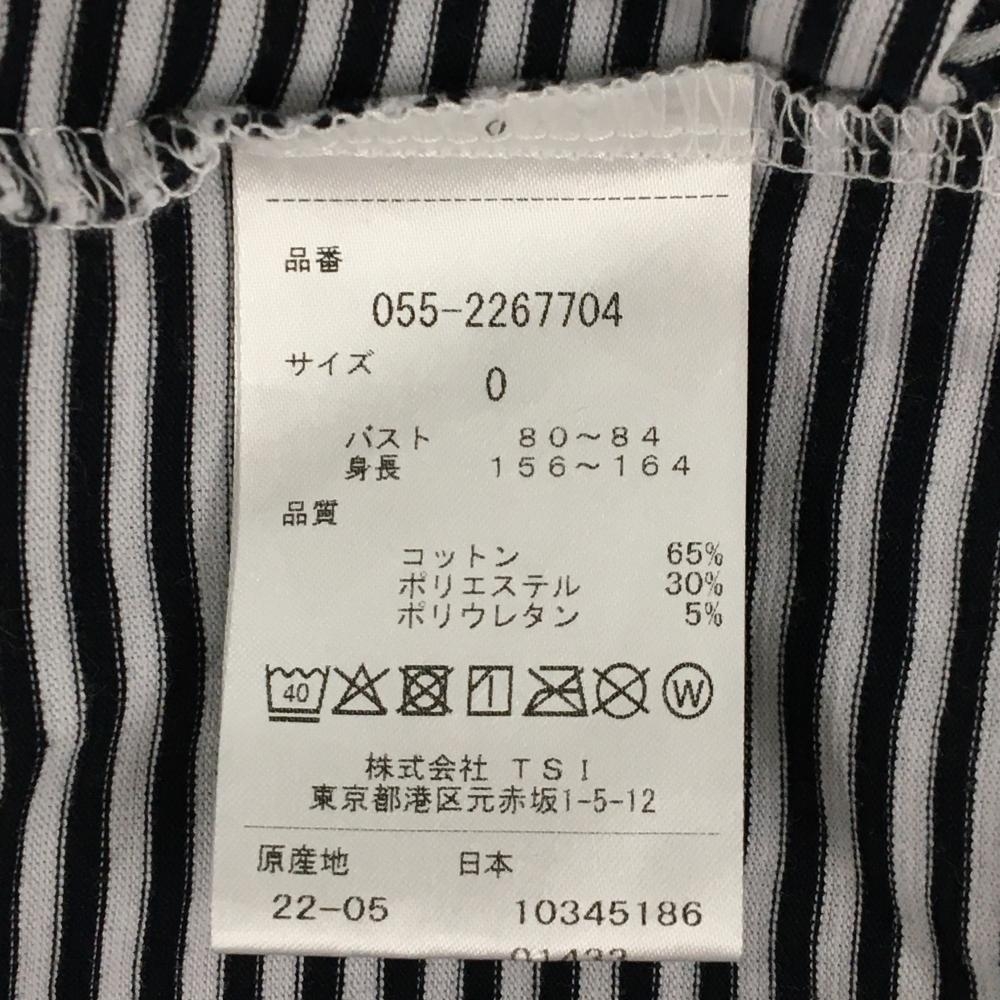 品番
055-2267704
サイズ
0
バスト 80～84
身長 156～164
品質
コットン 65%
ポリエステル 30%
ポリウレタン 5%
40 W
株式会社 TSI
東京都港区元赤坂1-5-12
原産地 日本
22-05 10345186